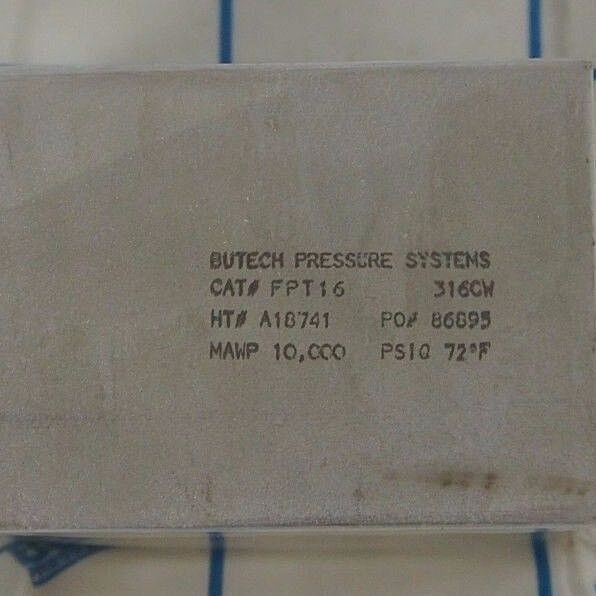 BUTECH PRESSURE SYSTEMS
CAT# FPT16 316CW
HT# A18741 PO# 86895
MAWP 10,000 PSIG 72°F